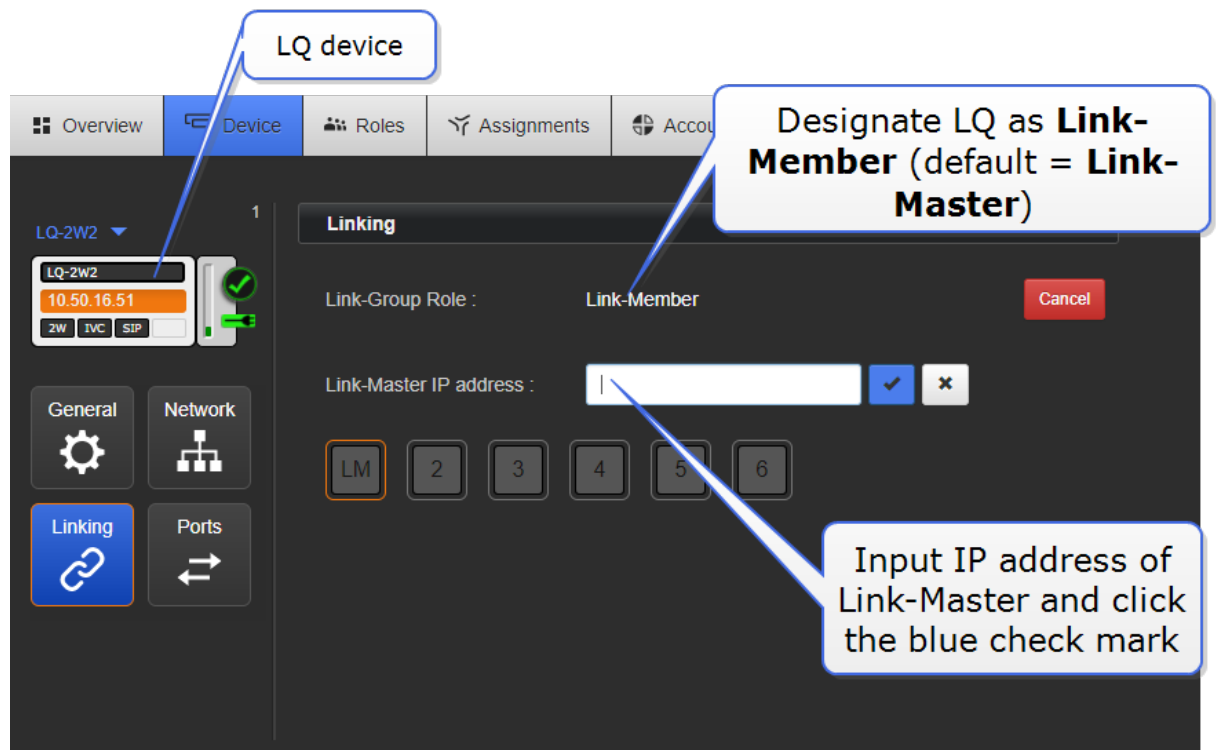 LQ device
Overview
Device
Roles
Assignments
Accou
Designate LQ as Link-
Member (default = Link-
Master)
1
LQ-2W2
LQ-2W2
10.50.16.51
2W IVC SIP
Linking
Link-Group Role :
Link-Member
Cancel
Link-Master IP address :
General
Network
LM
2
3
4
5
6
Linking
Ports
Input IP address of
Link-Master and click
the blue check mark